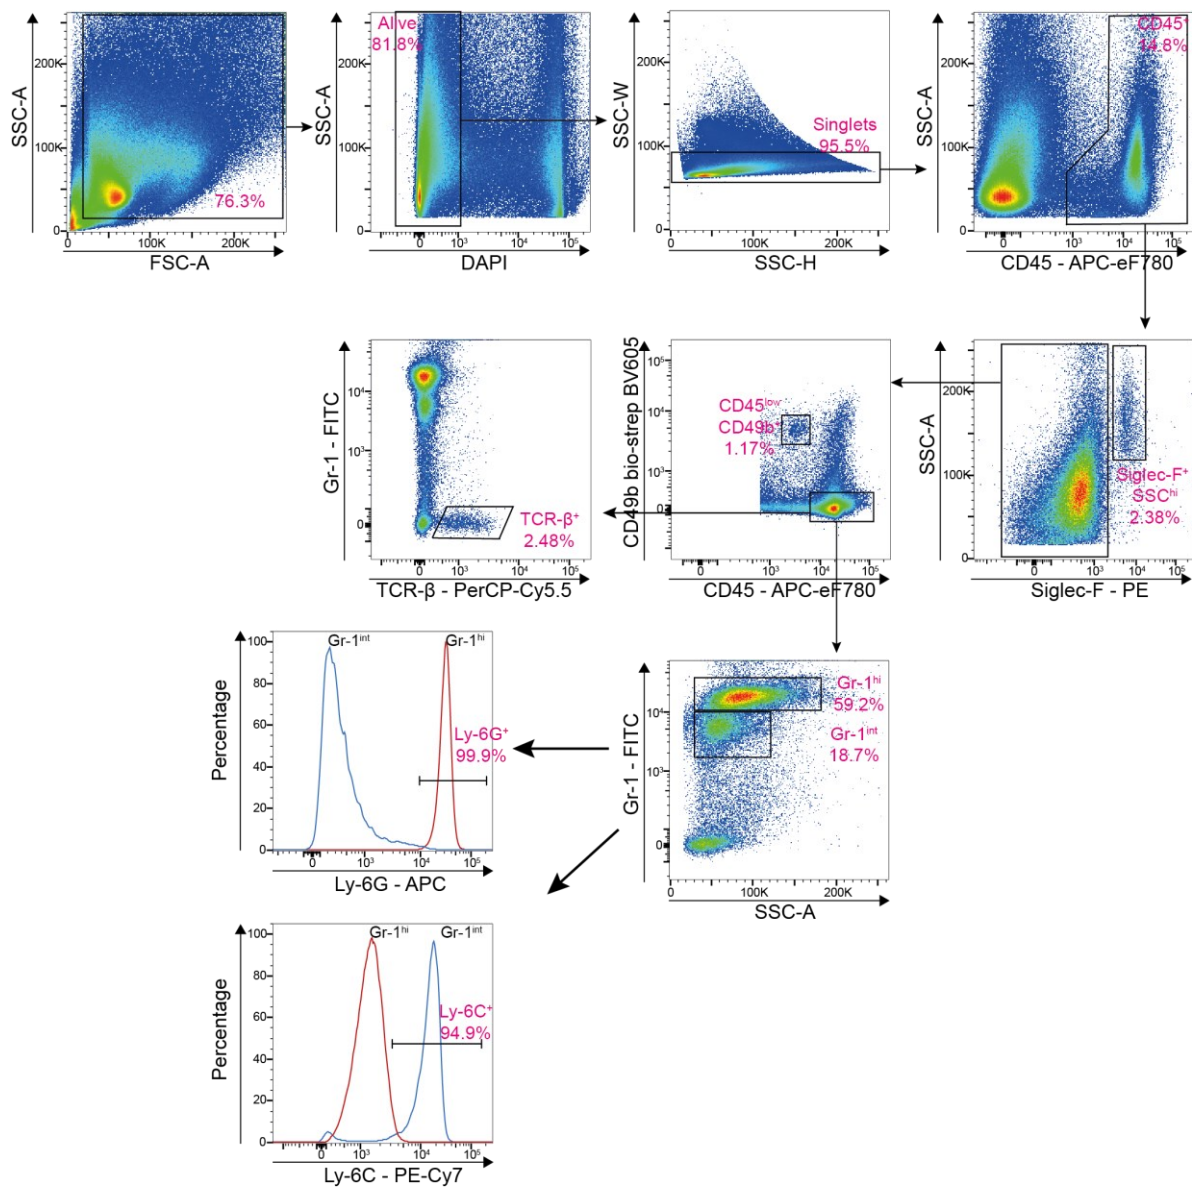 SSC-A
200K
100K
0
76.3%
0
100K
200K
FSC-A
SSC-A
200K
100K
0
Alive
81.8%
0
10³
10⁴
10⁵
DAPI
SSC-W
200K
100K
0
Singlets
95.5%
0
100K
200K
SSC-H
SSC-A
200K
100K
0
CD45⁺
14.8%
10³
10⁴
10⁵
CD45 - APC-eF780
Gr-1 - FITC
10⁴
10³
0
TCR-β⁺
2.48%
0
10³
10⁴
10⁵
TCR-β - PerCP-Cy5.5
CD49b bio-strep BV605
10⁵
10⁴
10³
0
CD45ˡᵒʷ
CD49b⁺
1.17%
0
10³
10⁴
10⁵
CD45 - APC-eF780
SSC-A
200K
100K
0
Siglec-F⁺
SSCʰⁱ
2.38%
0
10³
10⁴
10⁵
Siglec-F - PE
Percentage
100
80
60
40
20
0
Gr-1ⁱⁿᵗ
Gr-1ʰⁱ
Ly-6G⁺
99.9%
0
10³
10⁴
10⁵
Ly-6G - APC
Gr-1 - FITC
10⁴
10³
0
Gr-1ʰⁱ
59.2%
Gr-1ⁱⁿᵗ
18.7%
0
100K
200K
SSC-A
Percentage
100
80
60
40
20
0
Gr-1ʰⁱ
Gr-1ⁱⁿᵗ
Ly-6C⁺
94.9%
0
10³
10⁴
10⁵
Ly-6C - PE-Cy7